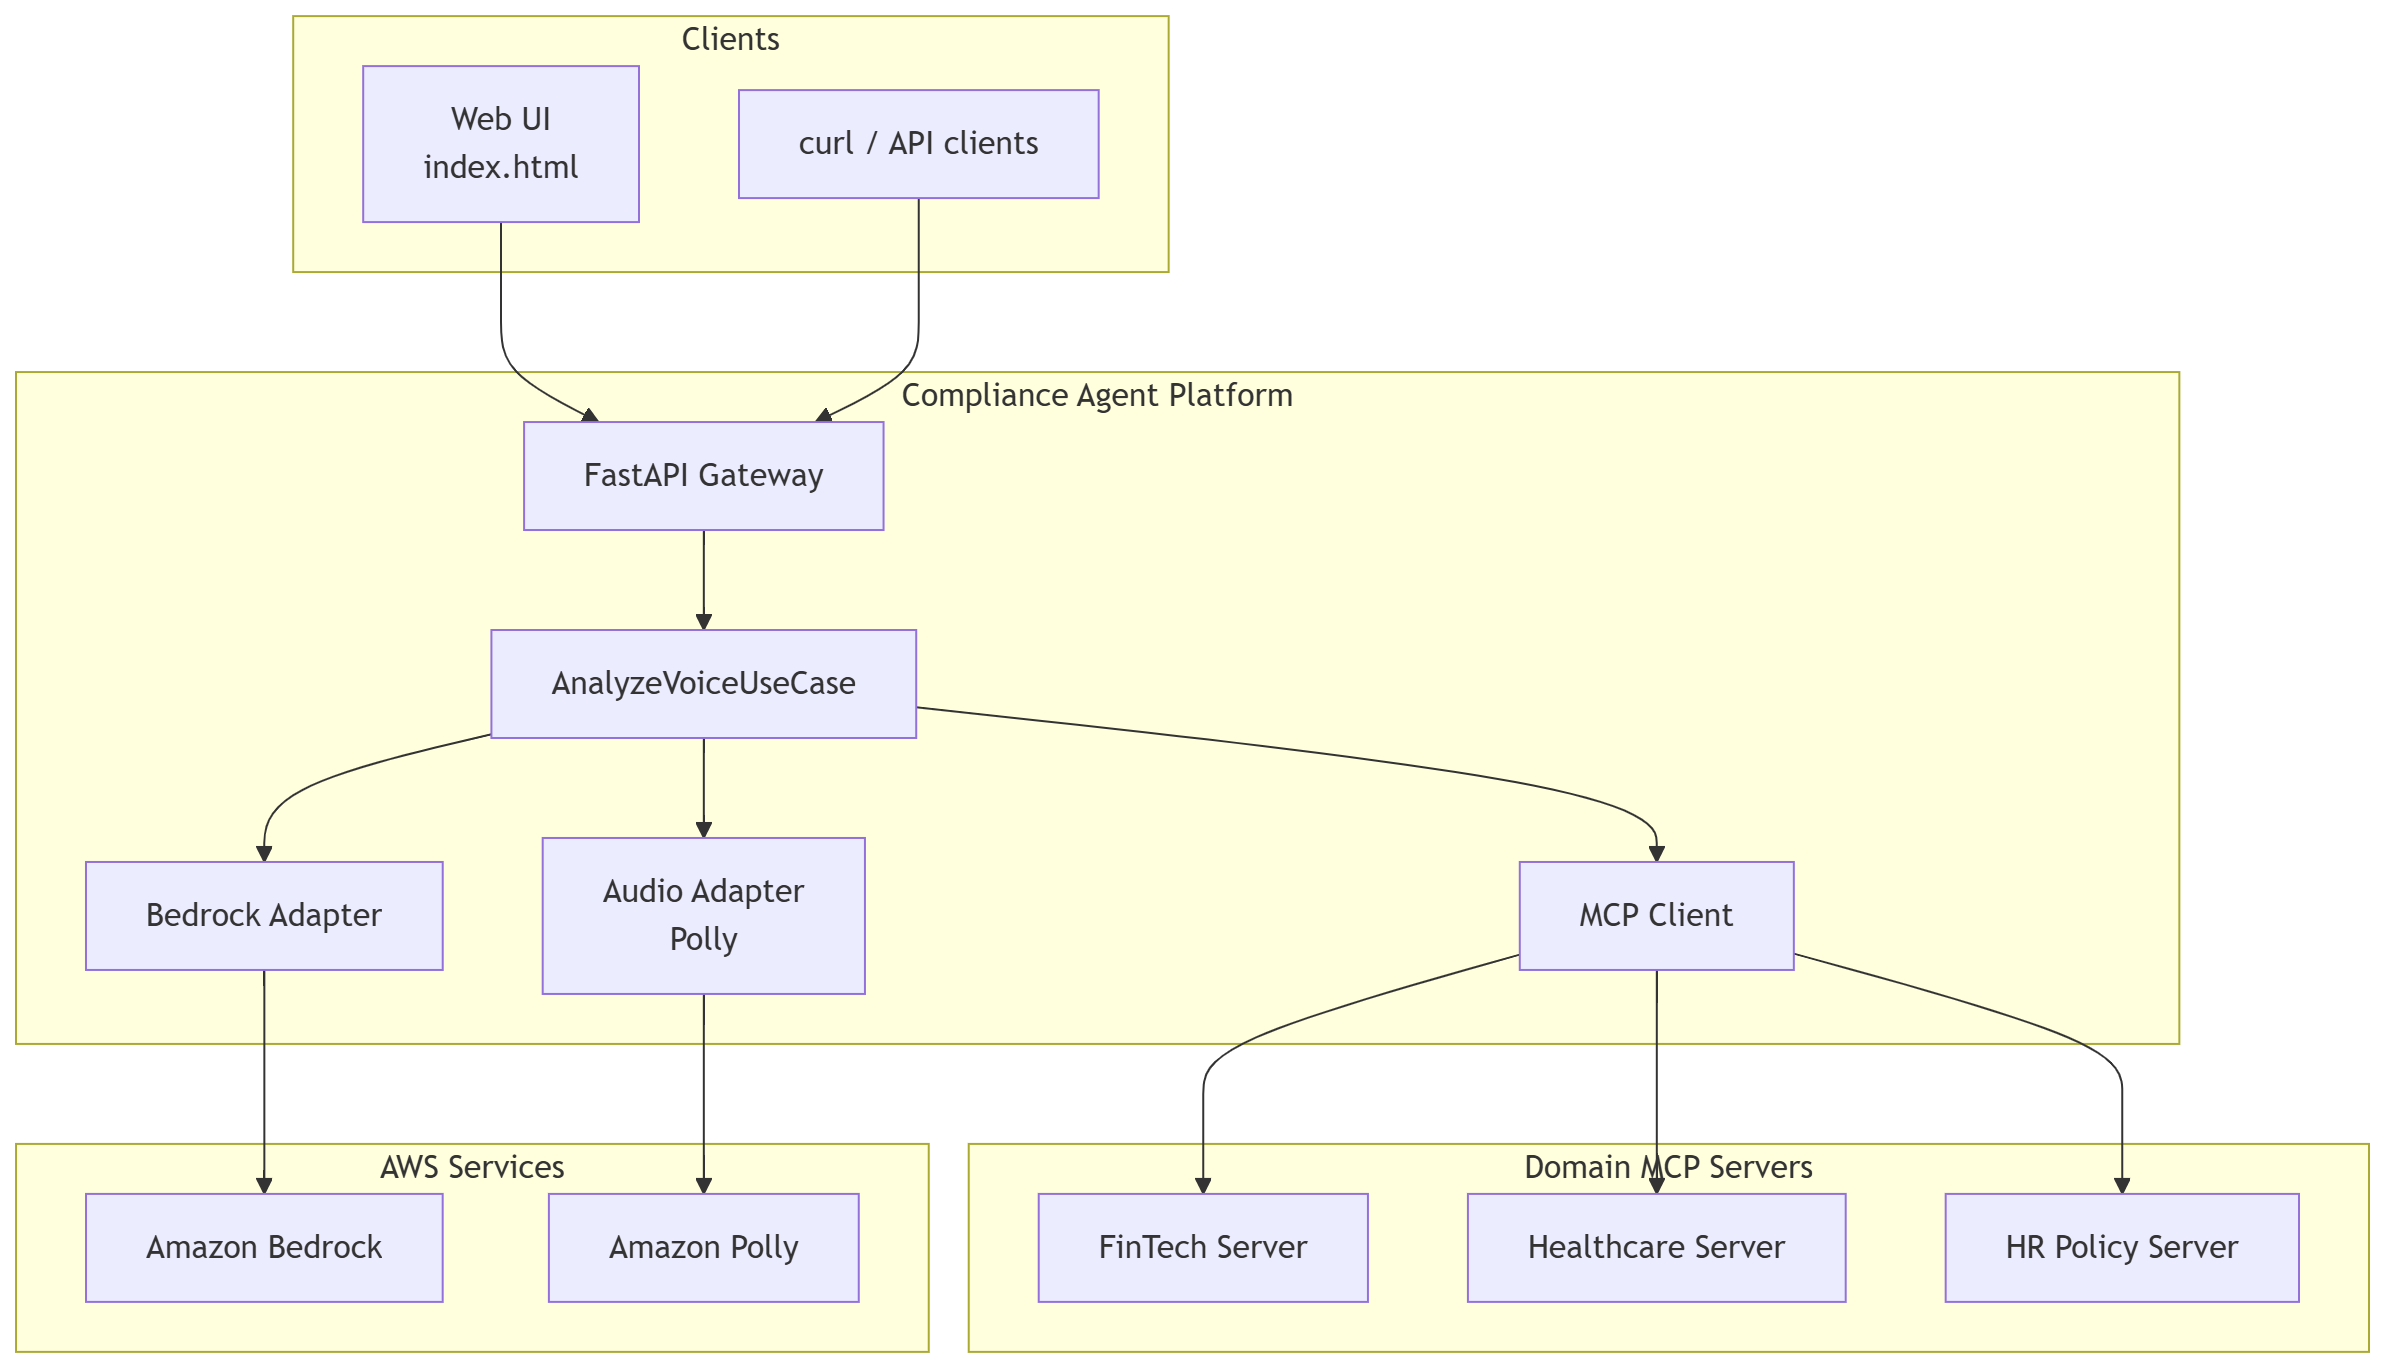 Clients
Web UI
index.html
curl / API clients
Compliance Agent Platform
FastAPI Gateway
AnalyzeVoiceUseCase
Bedrock Adapter
Audio Adapter
Polly
MCP Client
AWS Services
Domain MCP Servers
Amazon Bedrock
Amazon Polly
FinTech Server
Healthcare Server
HR Policy Server